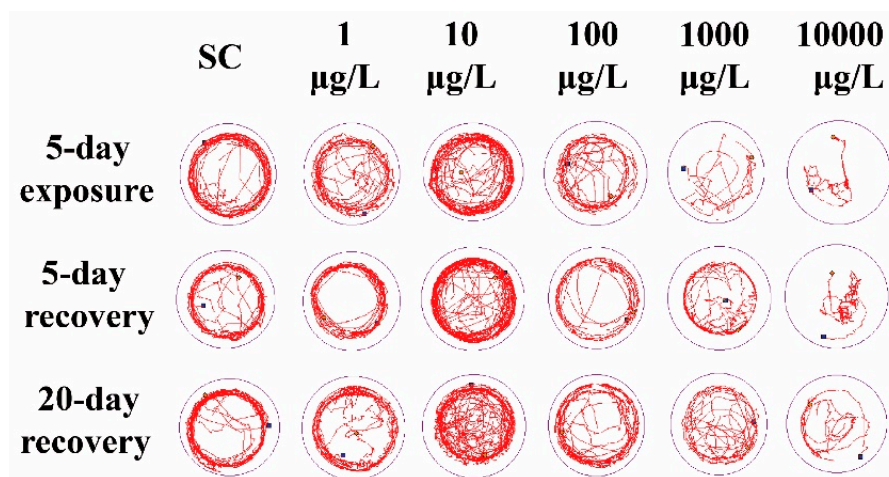 SC
1
µg/L
10
µg/L
100
µg/L
1000
µg/L
10000
µg/L
5-day
exposure
5-day
recovery
20-day
recovery